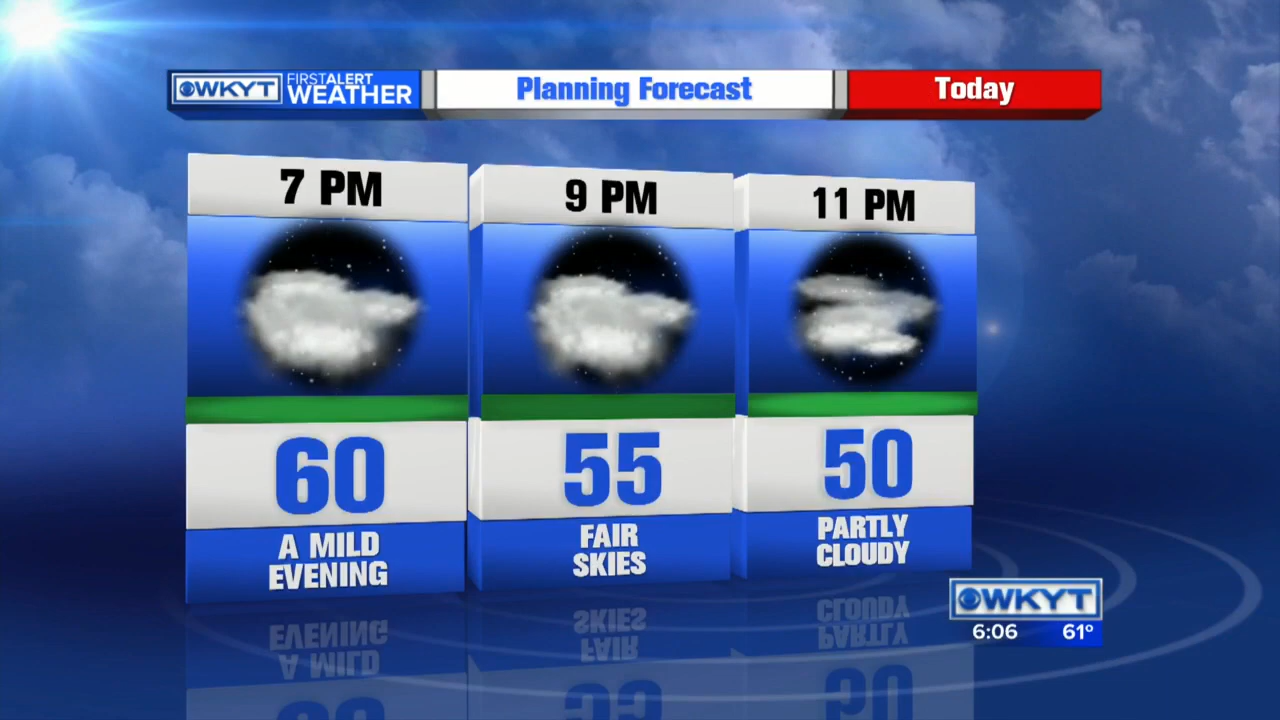 WKYT FIRST ALERT WEATHER
Planning Forecast
Today
7 PM
60
A MILD
EVENING
9 PM
55
FAIR
SKIES
11 PM
50
PARTLY
CLOUDY
WKYT
6:06 61°